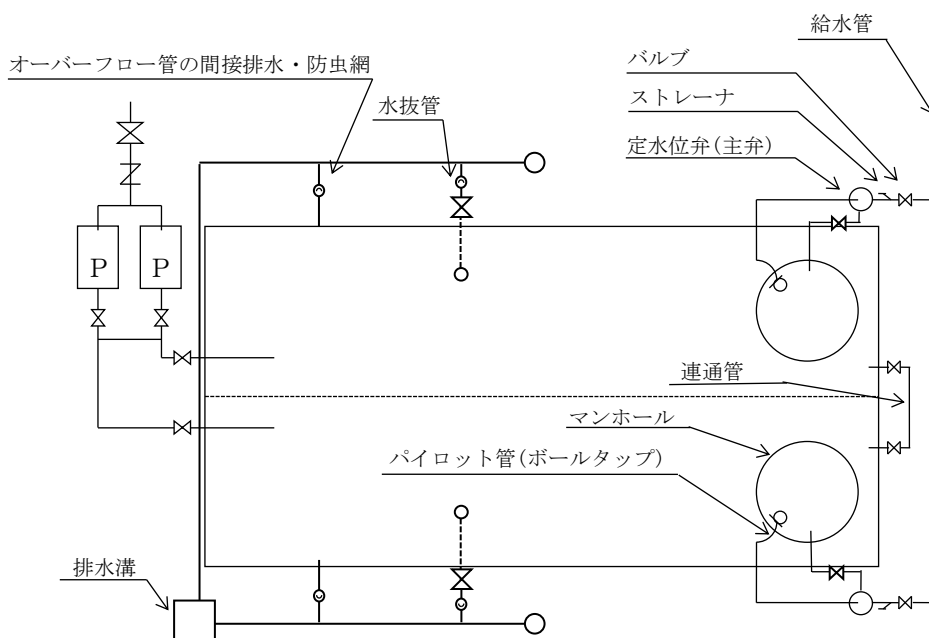 給水管
オーバーフロー管の間接排水・防虫網
バルブ
ストレーナ
水抜管
定水位弁(主弁)
P
P
連通管
マンホール
パイロット管(ボールタップ)
排水溝